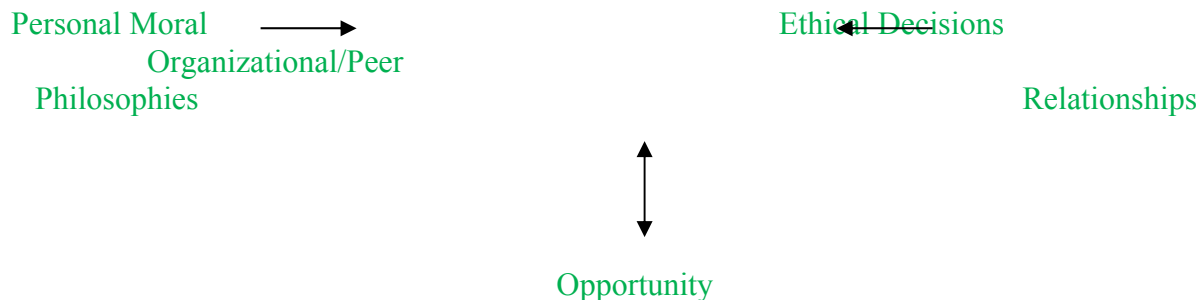 Personal Moral Ethical Decisions
Organizational/Peer
Philosophies Relationships
Opportunity